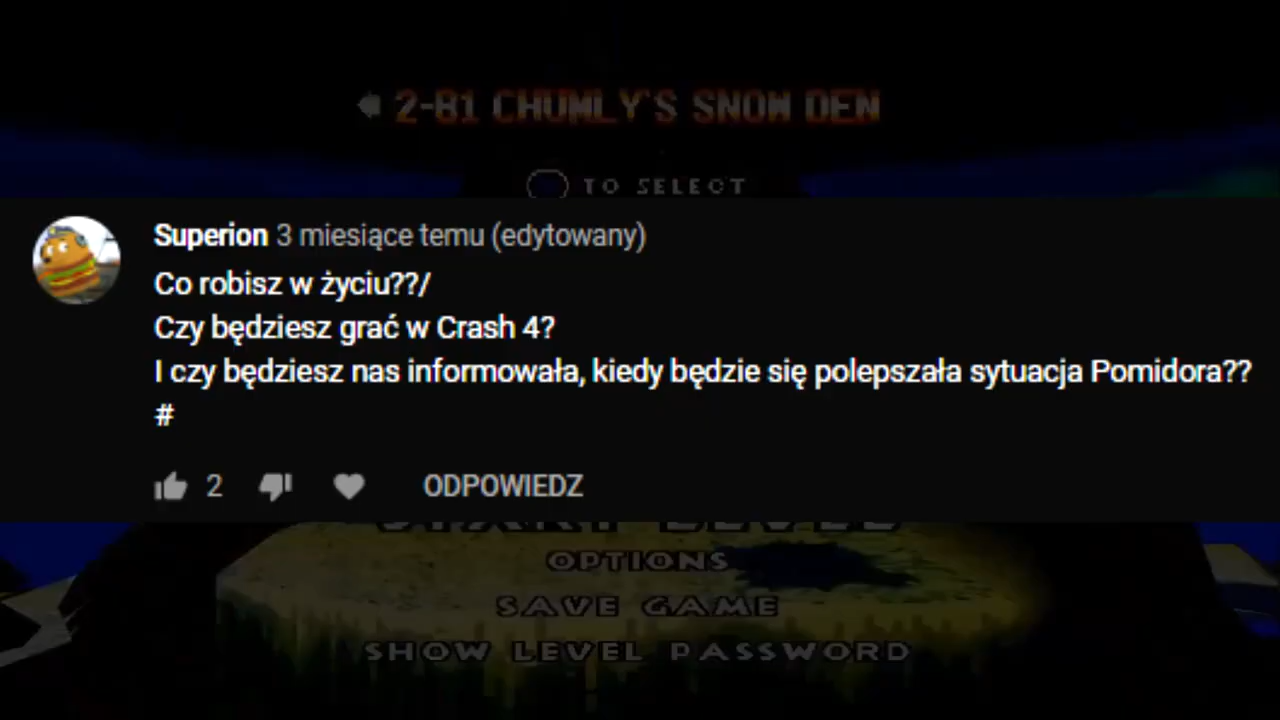 2-B1 CHUMLY'S SNOW DEN
TO SELECT
Superion 3 miesiące temu (edytowany)
Co robisz w życiu??/
Czy będziesz grać w Crash 4?
I czy będziesz nas informowała, kiedy będzie się polepszała sytuacja Pomidora??
#
2 ODPOWIEDZ
START LEVEL
OPTIONS
SAVE GAME
SHOW LEVEL PASSWORD